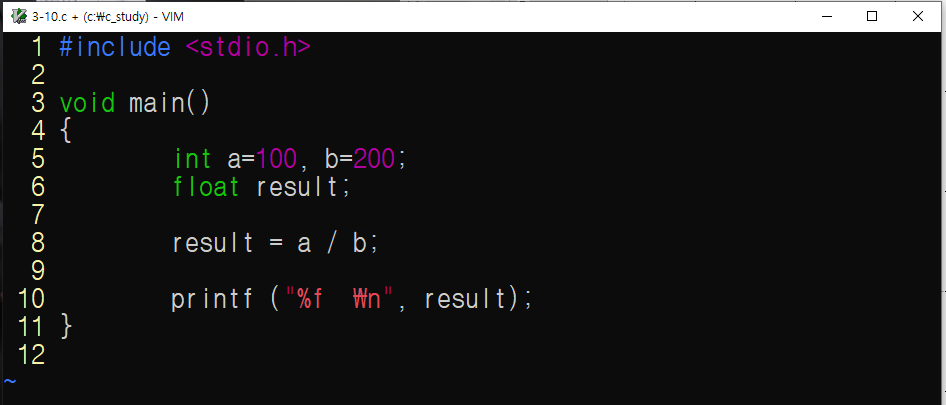 3-10.c + (c:₩c_study) - VIM
1 #include <stdio.h>
2
3 void main()
4 {
5         int a=100, b=200;
6         float result;
7
8         result = a / b;
9
10         printf ("%f  ₩n", result);
11 }
12
~